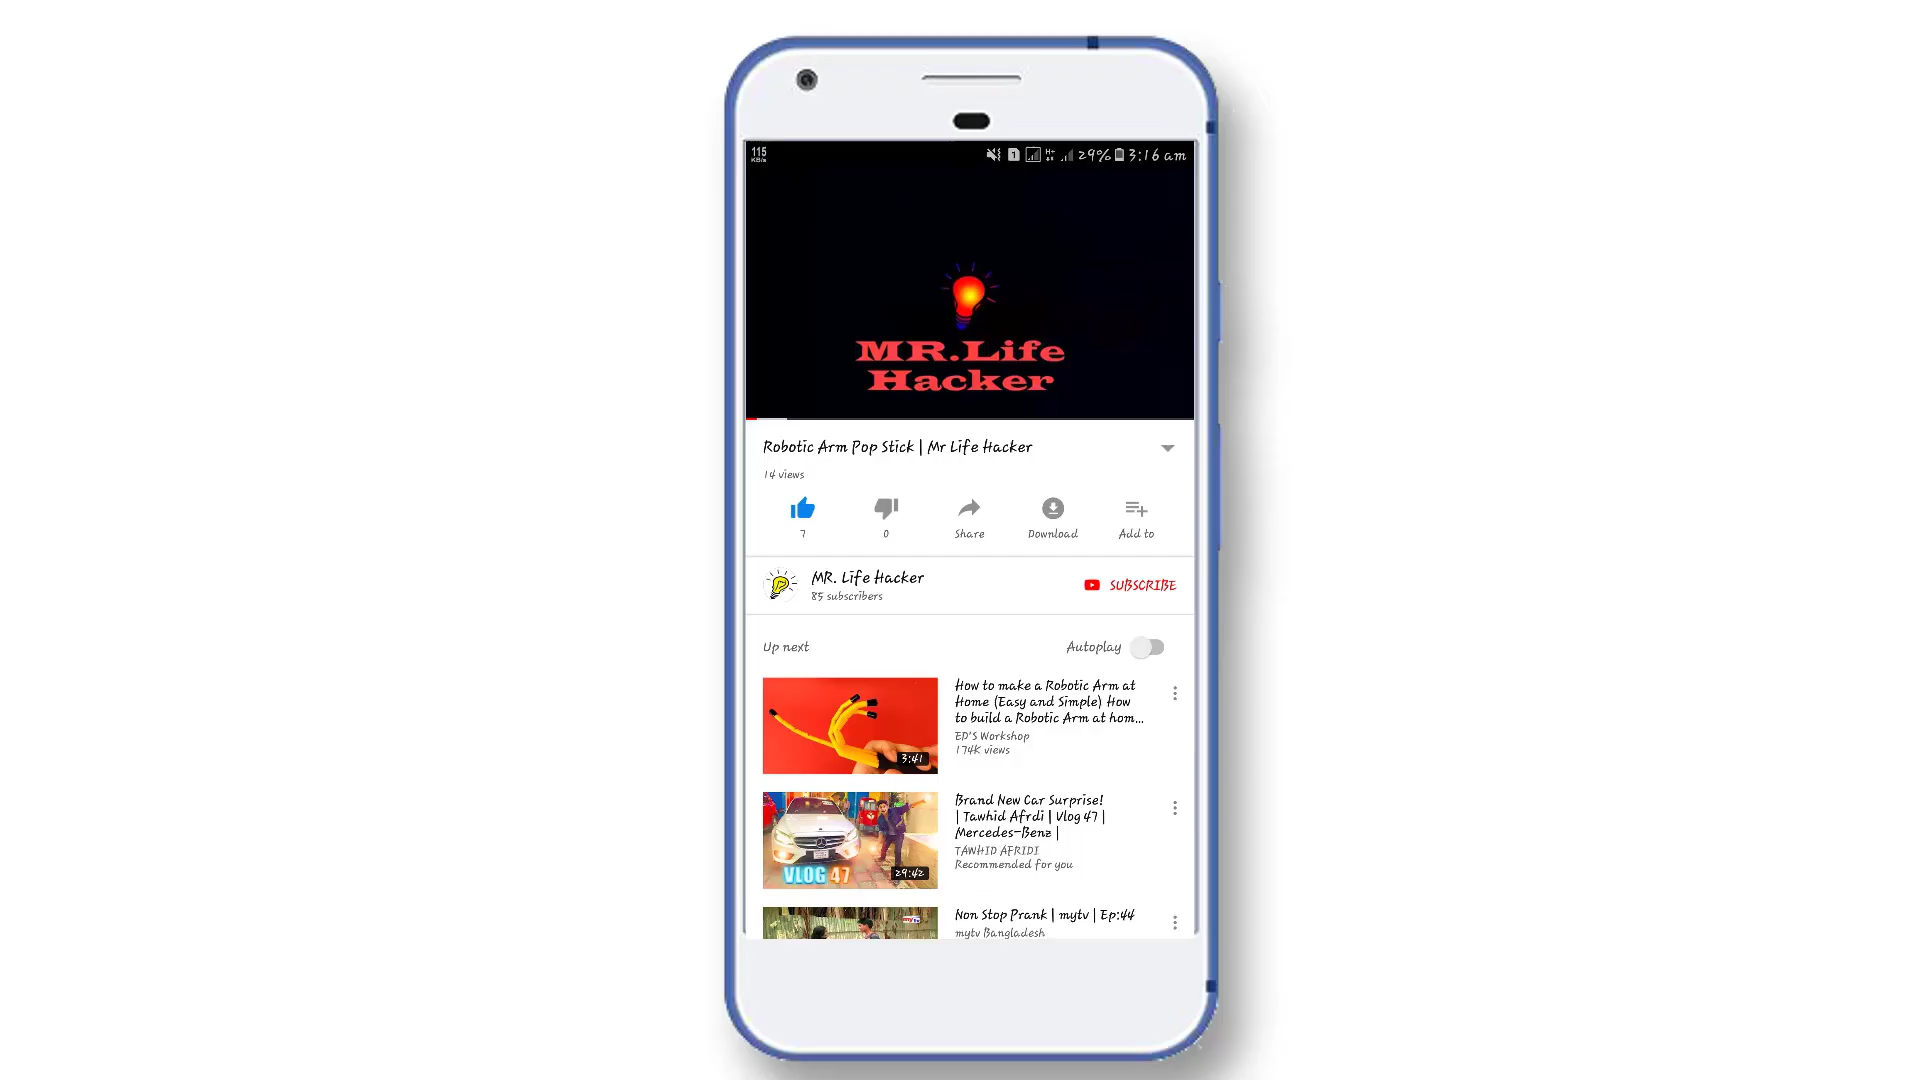 115
KB/s
1
H+
29%
3:16 am
MR.Life
Hacker
Robotic Arm Pop Stick | Mr Life Hacker
14 views
7
0
Share
Download
Add to
MR. Life Hacker
85 subscribers
SUBSCRIBE
Up next
Autoplay
How to make a Robotic Arm at
Home (Easy and Simple) How
to build a Robotic Arm at hom...
ED'S Workshop
174K views
3:41
Brand New Car Surprise!
| Tawhid Afrdi | Vlog 47 |
Mercedes-Benz |
TAWHID AFRIDI
Recommended for you
VLOG 47
29:42
Non Stop Prank | mytv | Ep:44
mytv Bangladesh
my tv